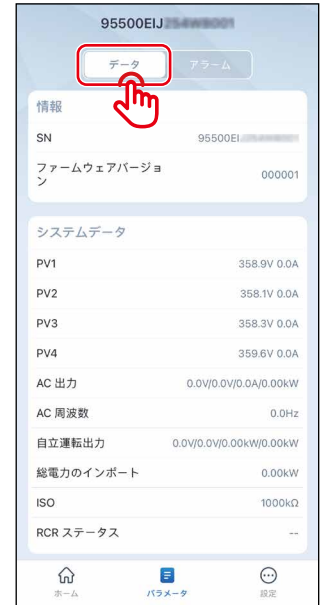 95500EIJ
データ
アラーム
情報
SN 95500EI
ファームウェアバージョ
ン 000001
システムデータ
PV1 358.9V 0.0A
PV2 358.1V 0.0A
PV3 358.3V 0.0A
PV4 359.6V 0.0A
AC 出力 0.0V/0.0V/0.0A/0.00kW
AC 周波数 0.0Hz
自立運転出力 0.0V/0.0V/0.00kW/0.00kW
総電力のインポート 0.00kW
ISO 1000kΩ
RCR ステータス --
ホーム パラメータ 設定